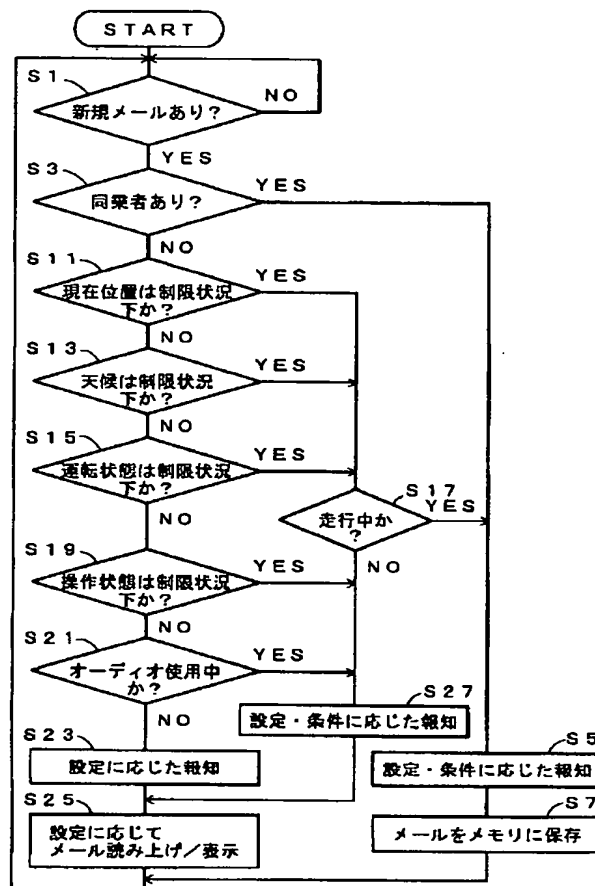 START
S1
新規メールあり?
NO
YES
S3
同乗者あり?
YES
NO
S11
現在位置は制限状況
下か?
YES
NO
S13
天候は制限状況
下か?
YES
NO
S15
運転状態は制限状況
下か?
YES
NO
S17
走行中か
?
YES
NO
S19
操作状態は制限状況
下か?
YES
NO
S21
オーディオ使用中
か?
YES
NO
S27
設定・条件に応じた報知
S23
設定に応じた報知
S5
設定・条件に応じた報知
S25
設定に応じて
メール読み上げ/表示
S7
メールをメモリに保存